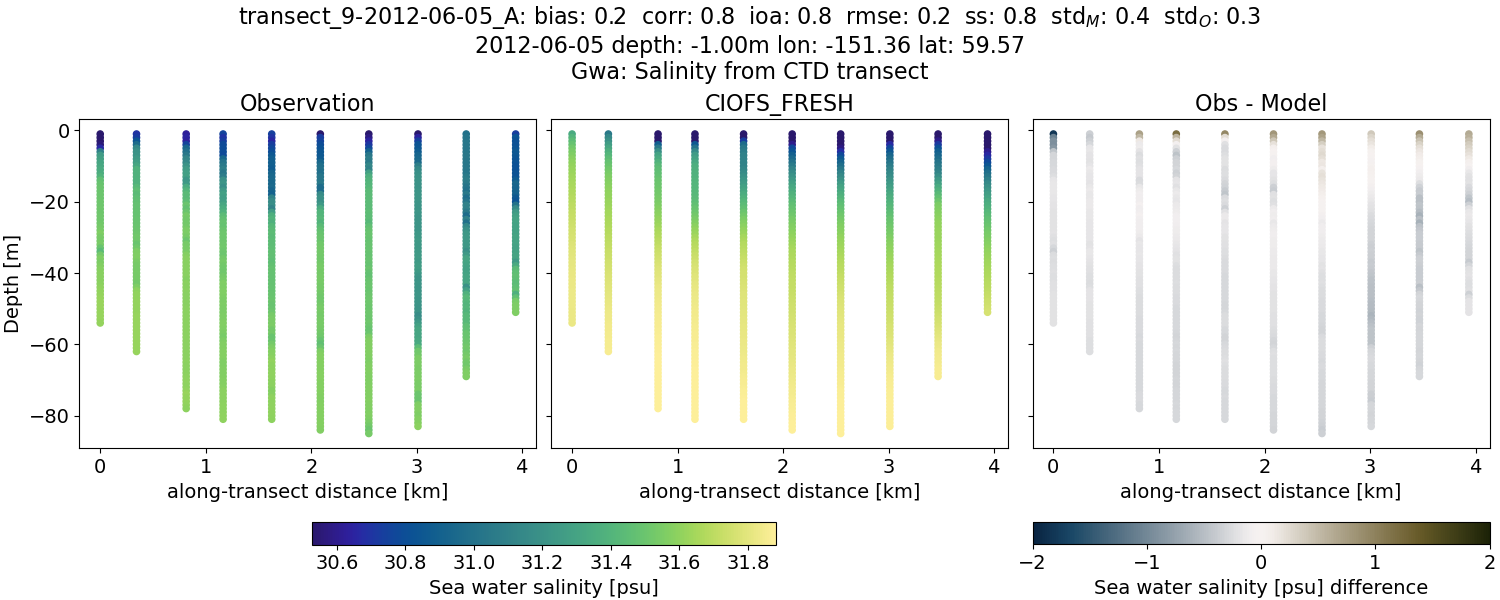 transect_9-2012-06-05_A: bias: 0.2 corr: 0.8 ioa: 0.8 rmse: 0.2 ss: 0.8 std_M: 0.4 std_O: 0.3
2012-06-05 depth: -1.00m lon: -151.36 lat: 59.57
Gwa: Salinity from CTD transect
Observation CIOFS_FRESH Obs - Model
0
−20
−40
−60
−80
Depth [m]
0 1 2 3 4 0 1 2 3 4 0 1 2 3 4
along-transect distance [km] along-transect distance [km] along-transect distance [km]
30.6 30.8 31.0 31.2 31.4 31.6 31.8 −2 −1 0 1 2
Sea water salinity [psu] Sea water salinity [psu] difference